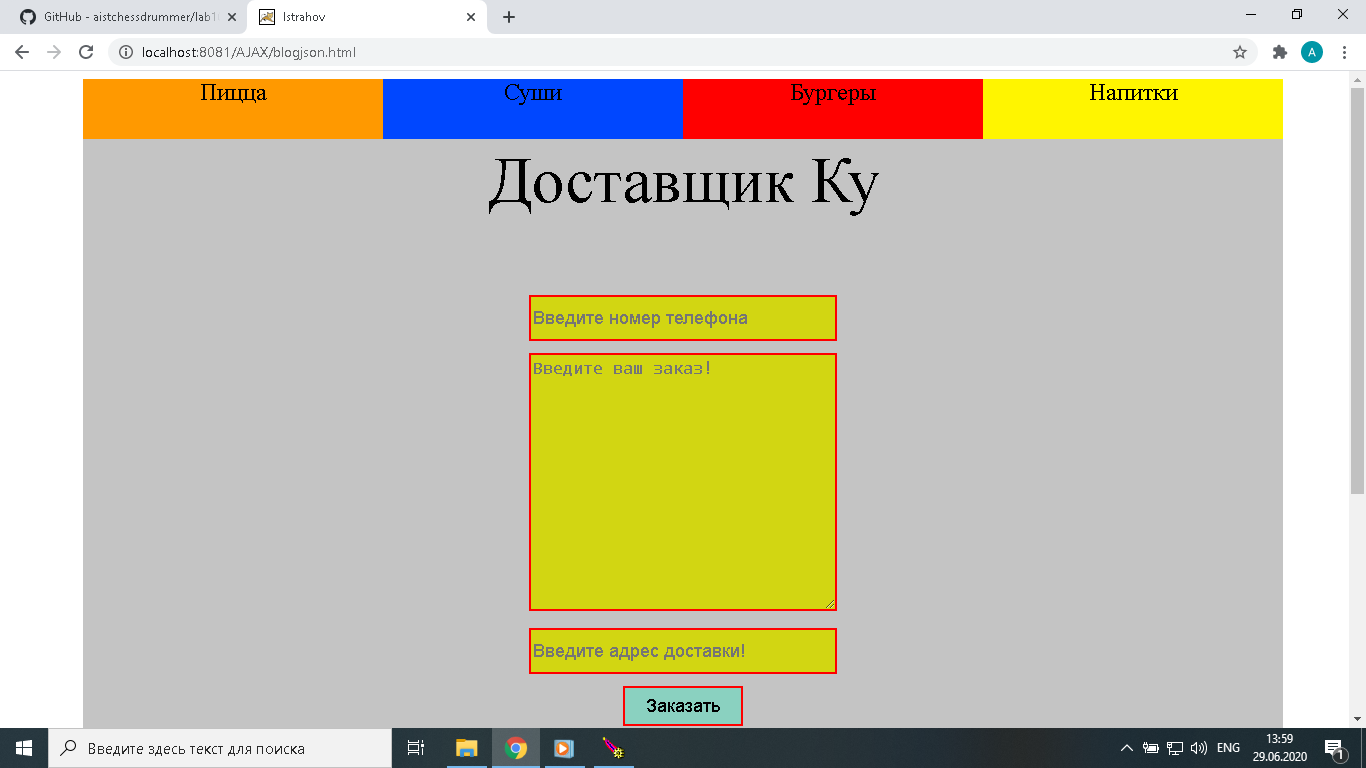 GitHub - aistchessdrummer/lab1
Istrahov
localhost:8081/AJAX/blogjson.html
A
Пицца
Суши
Бургеры
Напитки
Доставщик Ку
Введите номер телефона
Введите ваш заказ!
Введите адрес доставки!
Заказать
Введите здесь текст для поиска
ENG
13:59
29.06.2020
1